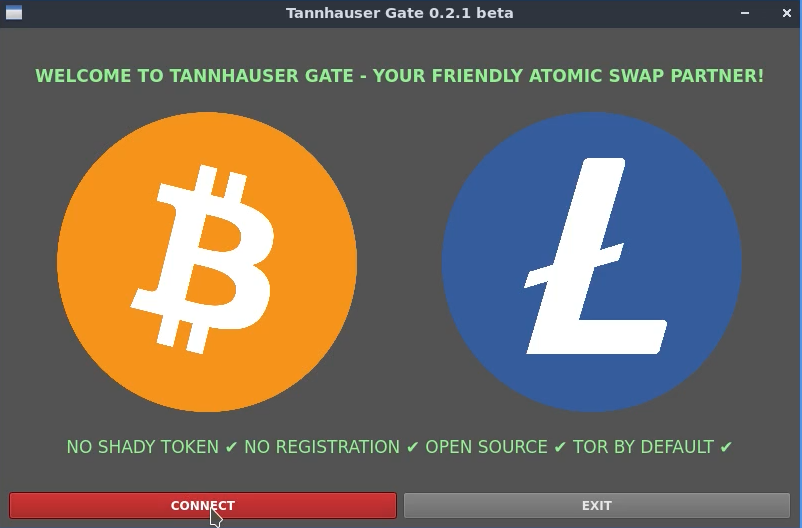 Tannhauser Gate 0.2.1 beta
WELCOME TO TANNHAUSER GATE - YOUR FRIENDLY ATOMIC SWAP PARTNER!
NO SHADY TOKEN ✔ NO REGISTRATION ✔ OPEN SOURCE ✔ TOR BY DEFAULT ✔
CONNECT
EXIT